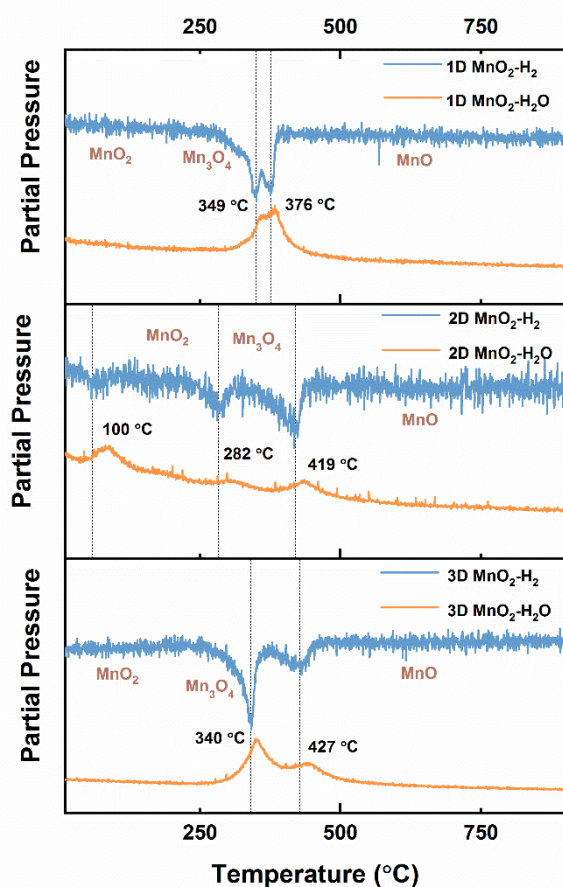 250 500 750
Partial Pressure
1D MnO₂-H₂
1D MnO₂-H₂O
MnO₂
Mn₃O₄
MnO
349 °C
376 °C
Partial Pressure
MnO₂
Mn₃O₄
2D MnO₂-H₂
2D MnO₂-H₂O
MnO
100 °C
282 °C
419 °C
Partial Pressure
3D MnO₂-H₂
3D MnO₂-H₂O
MnO₂
Mn₃O₄
MnO
340 °C
427 °C
250 500 750
Temperature (°C)